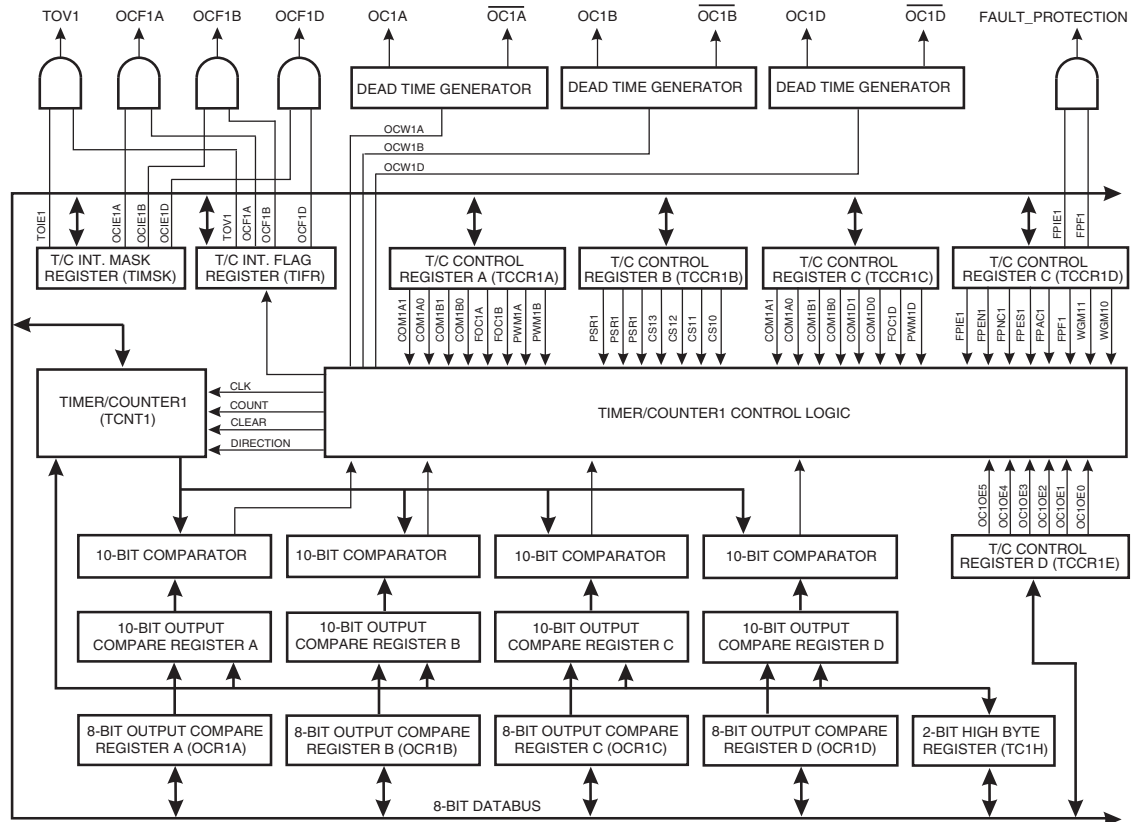 TOV1 OCF1A OCF1B OCF1D OC1A OC1A OC1B OC1B OC1D OC1D FAULT_PROTECTION
DEAD TIME GENERATOR DEAD TIME GENERATOR DEAD TIME GENERATOR
OCW1A
OCW1B
OCW1D
TOIE1 OCIE1A OCIE1B OCIE1D TOV1 OCF1A OCF1B OCF1D FPIE1 FPF1
T/C INT. MASK
REGISTER (TIMSK)
T/C INT. FLAG
REGISTER (TIFR)
T/C CONTROL
REGISTER A (TCCR1A)
T/C CONTROL
REGISTER B (TCCR1B)
T/C CONTROL
REGISTER C (TCCR1C)
T/C CONTROL
REGISTER C (TCCR1D)
COM1A1 COM1A0 COM1B1 COM1B0 FOC1A FOC1B PWM1A PWM1B
PSR1 PSR1 PSR1 CS13 CS12 CS11 CS10
COM1A1 COM1A0 COM1B1 COM1B0 COM1D1 COM1D0 FOC1D PWM1D
FPIE1 FPEN1 FPNC1 FPES1 FPAC1 FPF1 WGM11 WGM10
TIMER/COUNTER1
(TCNT1)
CLK
COUNT
CLEAR
DIRECTION
TIMER/COUNTER1 CONTROL LOGIC
OC1OE5 OC1OE4 OC1OE3 OC1OE2 OC1OE1 OC1OE0
10-BIT COMPARATOR 10-BIT COMPARATOR 10-BIT COMPARATOR 10-BIT COMPARATOR
T/C CONTROL
REGISTER D (TCCR1E)
10-BIT OUTPUT
COMPARE REGISTER A
10-BIT OUTPUT
COMPARE REGISTER B
10-BIT OUTPUT
COMPARE REGISTER C
10-BIT OUTPUT
COMPARE REGISTER D
8-BIT OUTPUT COMPARE
REGISTER A (OCR1A)
8-BIT OUTPUT COMPARE
REGISTER B (OCR1B)
8-BIT OUTPUT COMPARE
REGISTER C (OCR1C)
8-BIT OUTPUT COMPARE
REGISTER D (OCR1D)
2-BIT HIGH BYTE
REGISTER (TC1H)
8-BIT DATABUS